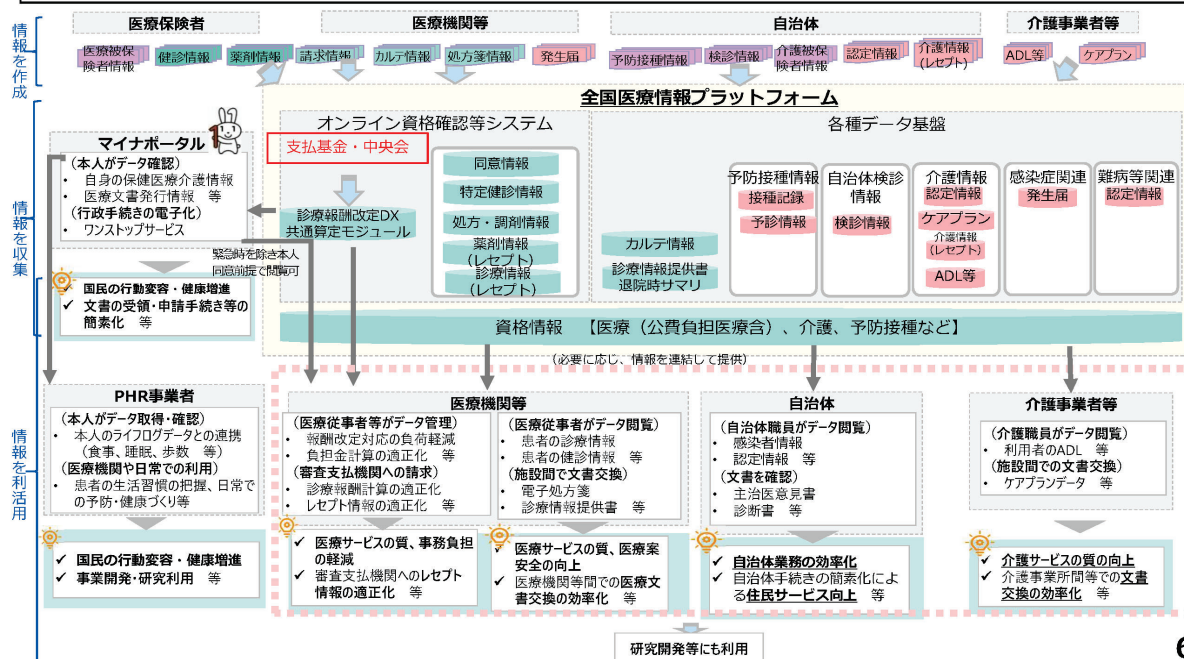 医療保険者
医療機関等
自治体
介護事業者等
情報を作成
医療被保
険者情報
健診情報
薬剤情報
請求情報
カルテ情報
処方箋情報
発生届
予防接種情報
検診情報
介護被保
険者情報
認定情報
介護情報
(レセプト)
ADL等
ケアプラン
全国医療情報プラットフォーム
情報を収集
マイナポータル
(本人がデータ確認)
・ 自身の保健医療介護情報
・ 医療文書発行情報 等
(行政手続きの電子化)
・ ワンストップサービス
✓ 国民の行動変容・健康増進
✓ 文書の受領・申請手続き等の
簡素化 等
オンライン資格確認等システム
支払基金・中央会
診療報酬改定DX
共通算定モジュール
緊急時を除き本人
同意前提で閲覧可
同意情報
特定健診情報
処方・調剤情報
薬剤情報
(レセプト)
診療情報
(レセプト)
各種データ基盤
カルテ情報
診療情報提供書
退院時サマリ
予防接種情報
接種記録
予診情報
自治体検診
情報
検診情報
介護情報
認定情報
ケアプラン
介護情報
(レセプト)
ADL等
感染症関連
発生届
難病等関連
認定情報
資格情報 【医療(公費負担医療含)、介護、予防接種など】
(必要に応じ、情報を連結して提供)
情報を利活用
PHR事業者
(本人がデータ取得・確認)
・ 本人のライフログデータとの連携
(食事、睡眠、歩数 等)
(医療機関や日常での利用)
・ 患者の生活習慣の把握、日常で
の予防・健康づくり等
✓ 国民の行動変容・健康増進
✓ 事業開発・研究利用 等
医療機関等
(医療従事者等がデータ管理)
・ 報酬改定対応の負荷軽減
・ 負担金計算の適正化 等
(審査支払機関への請求)
・ 診療報酬計算の適正化
・ レセプト情報の適正化 等
✓ 医療サービスの質、事務負担
の軽減
✓ 審査支払機関へのレセプト
情報の適正化 等
(医療従事者がデータ閲覧)
・ 患者の診療情報
・ 患者の健診情報 等
(施設間で文書交換)
・ 電子処方箋
・ 診療情報提供書 等
✓ 医療サービスの質、医療案
安全の向上
✓ 医療機関等間での医療文
書交換の効率化 等
自治体
(自治体職員がデータ閲覧)
・ 感染者情報
・ 認定情報 等
(文書を確認)
・ 主治医意見書
・ 診断書 等
✓ 自治体業務の効率化
✓ 自治体手続きの簡素化によ
る住民サービス向上 等
介護事業者等
(介護職員がデータ閲覧)
・ 利用者のADL 等
(施設間での文書交換)
・ ケアプランデータ 等
✓ 介護サービスの質の向上
✓ 介護事業所間等での文書
交換の効率化 等
研究開発等にも利用
6